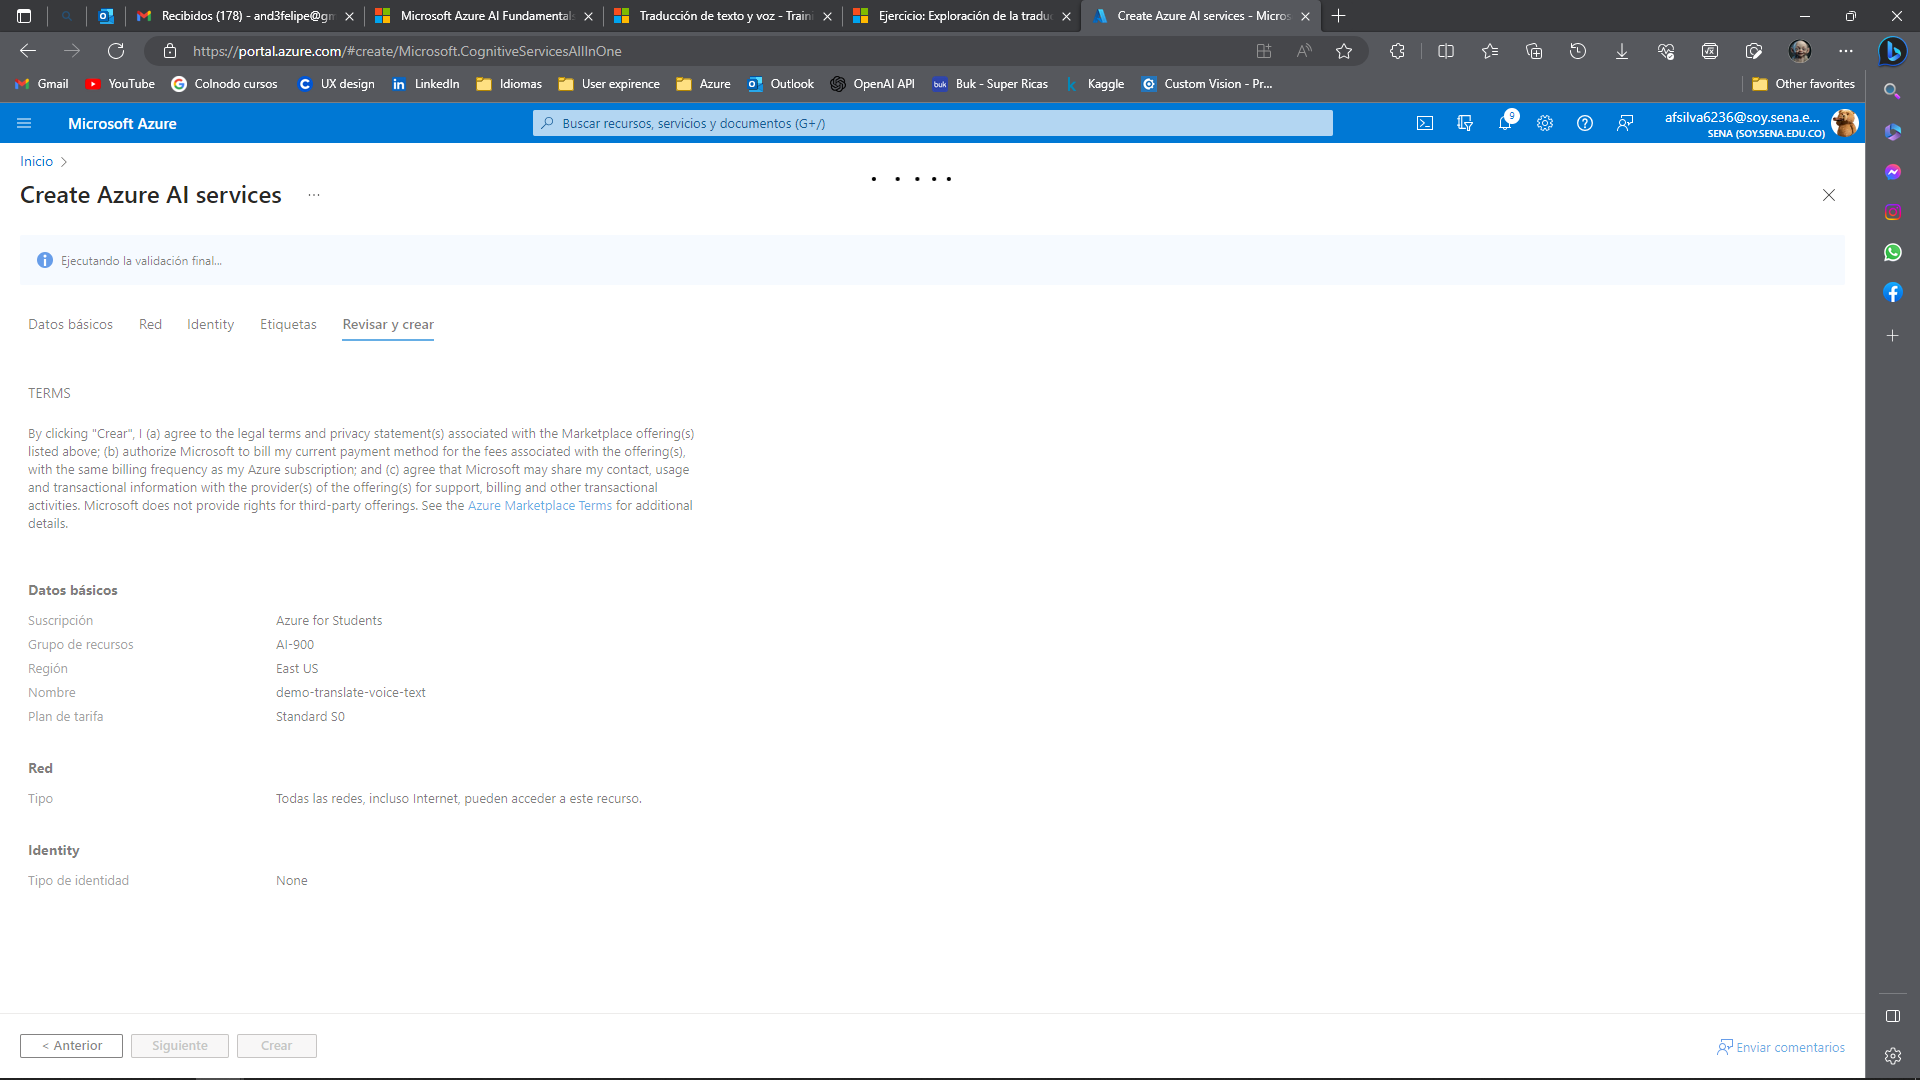 Recibidos (178) - and3felipe@gm
Microsoft Azure AI Fundamentals
Traducción de texto y voz - Traini
Ejercicio: Exploración de la traduc
Create Azure AI services - Micros
https://portal.azure.com/#create/Microsoft.CognitiveServicesAllInOne
Gmail
YouTube
Colnodo cursos
UX design
LinkedIn
Idiomas
User expirence
Azure
Outlook
OpenAI API
Buk - Super Ricas
Kaggle
Custom Vision - Pr...
Other favorites
Microsoft Azure
Buscar recursos, servicios y documentos (G+/)
9
afsilva6236@soy.sena.e...
SENA (SOY.SENA.EDU.CO)
Inicio
Create Azure AI services
...
Ejecutando la validación final...
Datos básicos
Red
Identity
Etiquetas
Revisar y crear
TERMS
By clicking "Crear", I (a) agree to the legal terms and privacy statement(s) associated with the Marketplace offering(s)
listed above; (b) authorize Microsoft to bill my current payment method for the fees associated with the offering(s),
with the same billing frequency as my Azure subscription; and (c) agree that Microsoft may share my contact, usage
and transactional information with the provider(s) of the offering(s) for support, billing and other transactional
activities. Microsoft does not provide rights for third-party offerings. See the Azure Marketplace Terms for additional
details.
Datos básicos
Suscripción Azure for Students
Grupo de recursos AI-900
Región East US
Nombre demo-translate-voice-text
Plan de tarifa Standard S0
Red
Tipo Todas las redes, incluso Internet, pueden acceder a este recurso.
Identity
Tipo de identidad None
< Anterior
Siguiente
Crear
Enviar comentarios